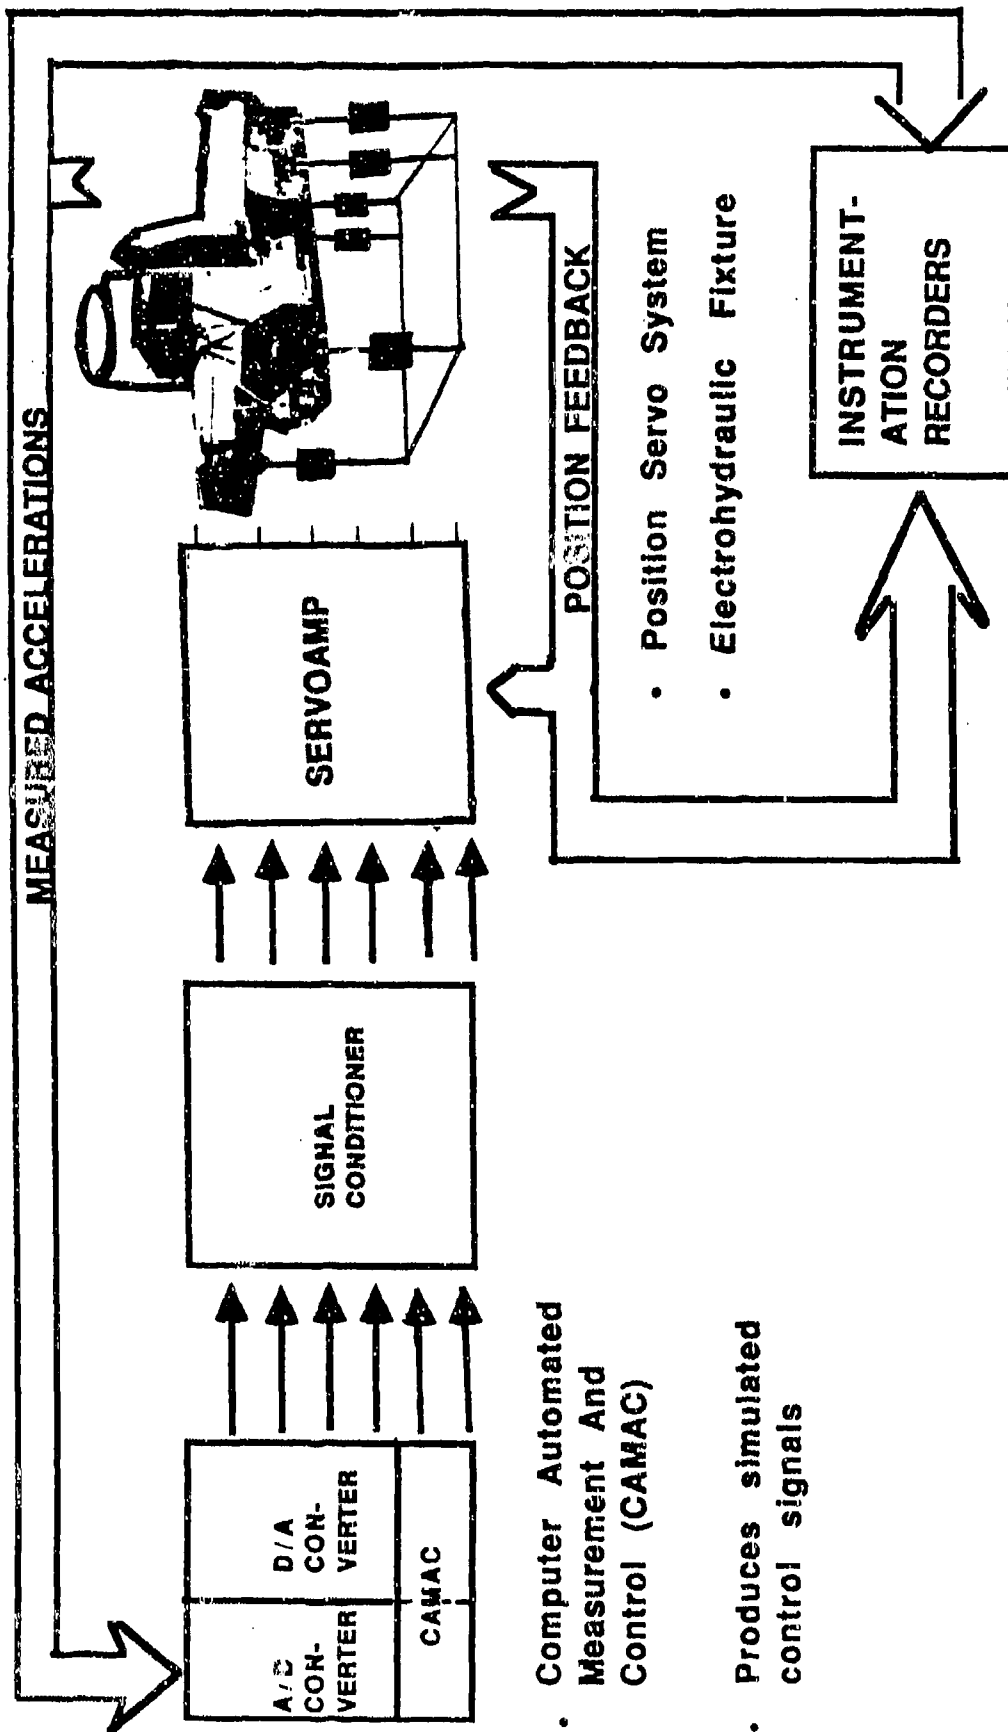 MEASURED ACCELERATIONS
A/D
CON-
VERTER
D/A
CON-
VERTER
CAMAC
SIGNAL
CONDITIONER
SERVOAMP
POSITION FEEDBACK
• Computer Automated
Measurement And
Control (CAMAC)
• Produces simulated
control signals
• Position Servo System
• Electrohydraulic Fixture
INSTRUMENT-
ATION
RECORDERS